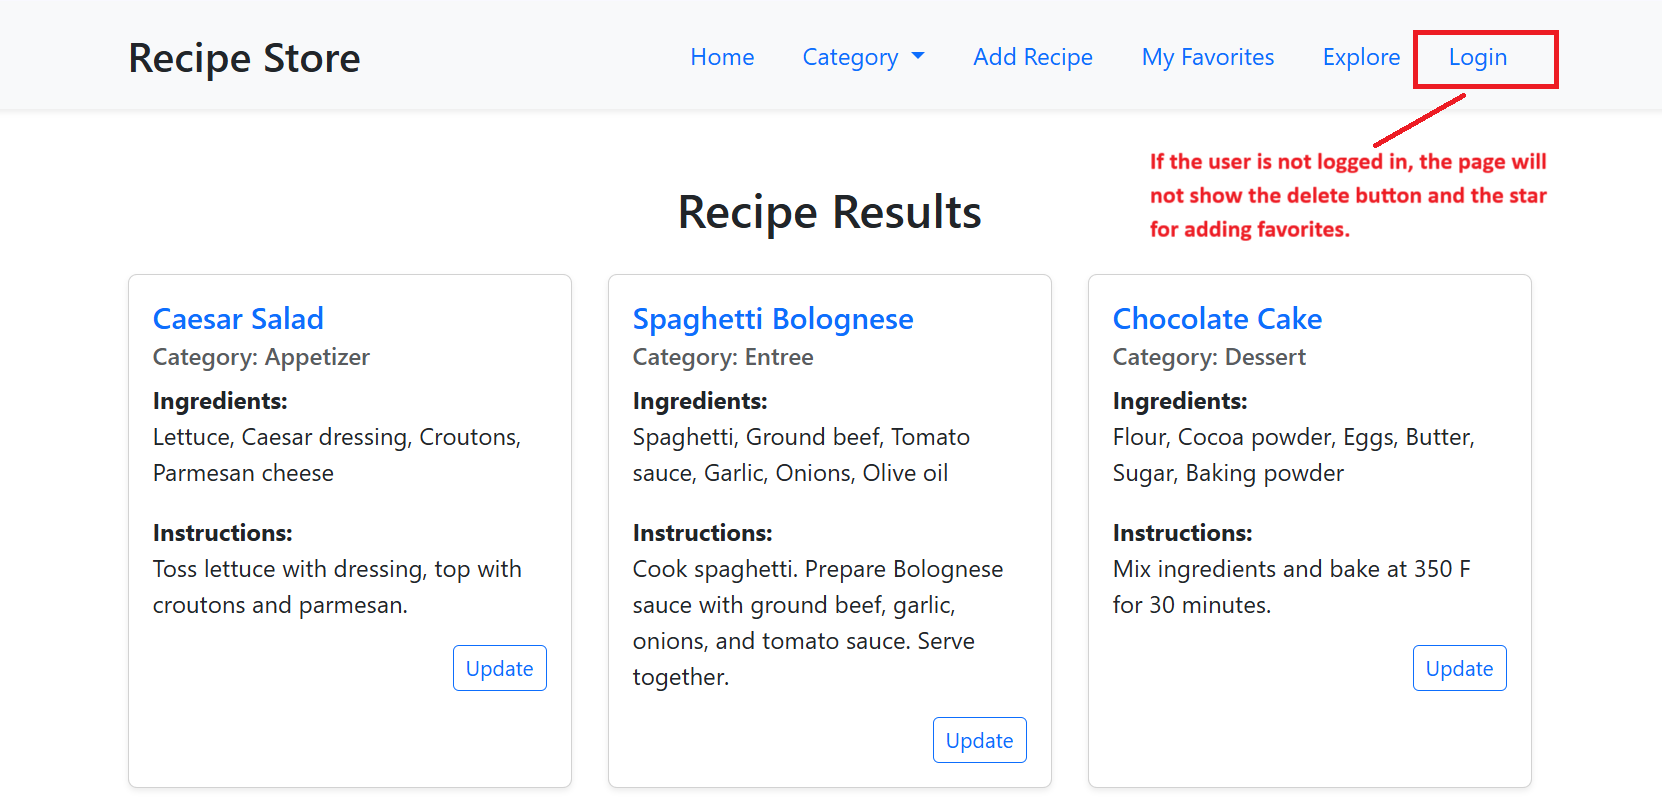 Recipe Store
Home Category Add Recipe My Favorites Explore Login
If the user is not logged in, the page will
not show the delete button and the star
for adding favorites.
Recipe Results
Caesar Salad
Category: Appetizer
Ingredients:
Lettuce, Caesar dressing, Croutons,
Parmesan cheese
Instructions:
Toss lettuce with dressing, top with
croutons and parmesan.
Update
Spaghetti Bolognese
Category: Entree
Ingredients:
Spaghetti, Ground beef, Tomato
sauce, Garlic, Onions, Olive oil
Instructions:
Cook spaghetti. Prepare Bolognese
sauce with ground beef, garlic,
onions, and tomato sauce. Serve
together.
Update
Chocolate Cake
Category: Dessert
Ingredients:
Flour, Cocoa powder, Eggs, Butter,
Sugar, Baking powder
Instructions:
Mix ingredients and bake at 350 F
for 30 minutes.
Update